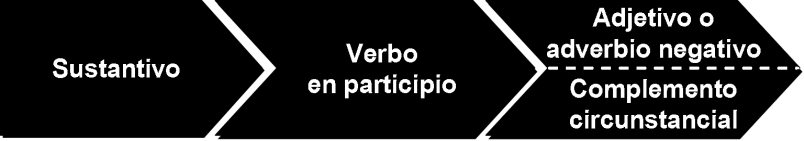 Sustantivo
Verbo
en participio
Adjetivo o
adverbio negativo
Complemento
circunstancial